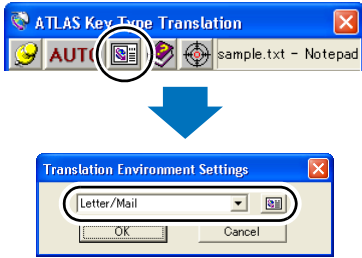 ATLAS Key Type Translation
AUTO
sample.txt - Notepad
Translation Environment Settings
Letter/Mail
OK
Cancel